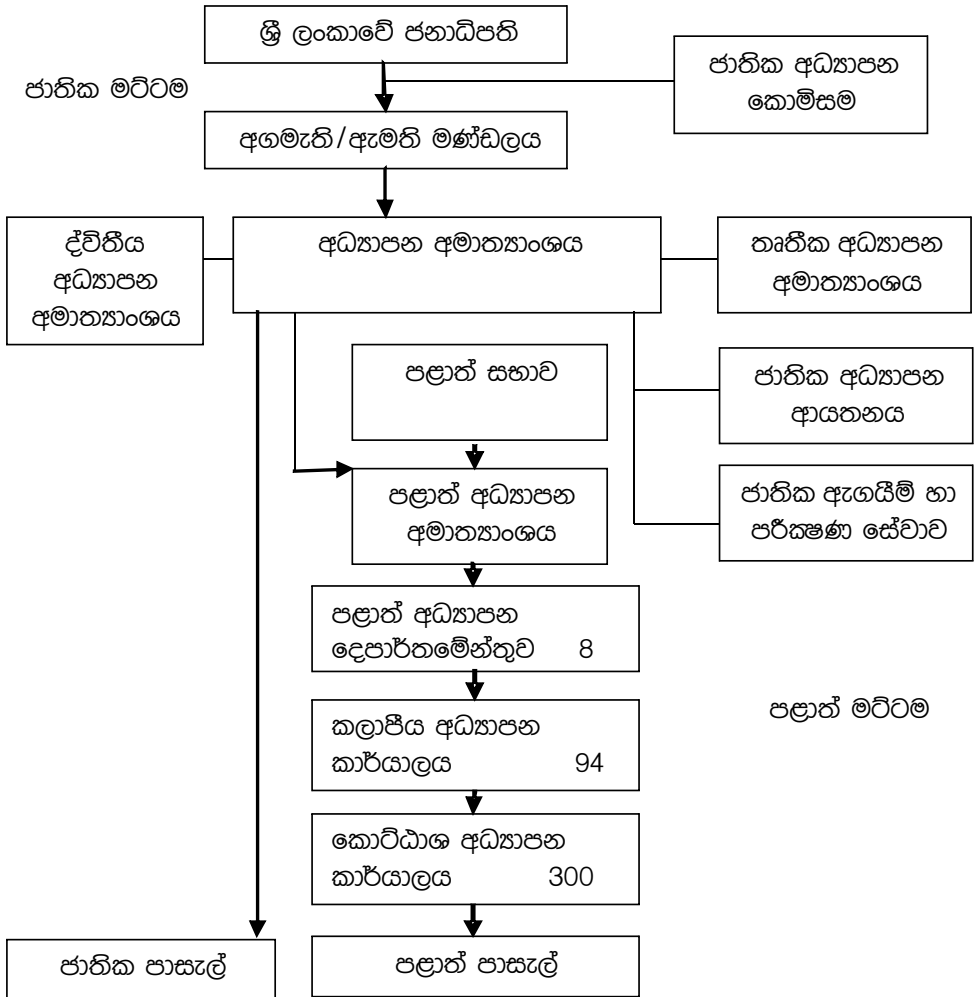 ශ්‍රී ලංකාවේ ජනාධිපති
ජාතික අධ්‍යාපන
කොමිසම
ජාතික මට්ටම
අගමැති/ඇමති මණ්ඩලය
ද්විතීය
අධ්‍යාපන
අමාත්‍යාංශය
අධ්‍යාපන අමාත්‍යාංශය
තෘතීක අධ්‍යාපන
අමාත්‍යාංශය
පළාත් සභාව
ජාතික අධ්‍යාපන
ආයතනය
පළාත් අධ්‍යාපන
අමාත්‍යාංශය
ජාතික ඇගයීම් හා
පරීක්ෂණ සේවාව
පළාත් අධ්‍යාපන
දෙපාර්තමේන්තුව 8
කලාපීය අධ්‍යාපන
කාර්යාලය 94
පළාත් මට්ටම
කොට්ඨාශ අධ්‍යාපන
කාර්යාලය 300
ජාතික පාසැල්
පළාත් පාසැල්